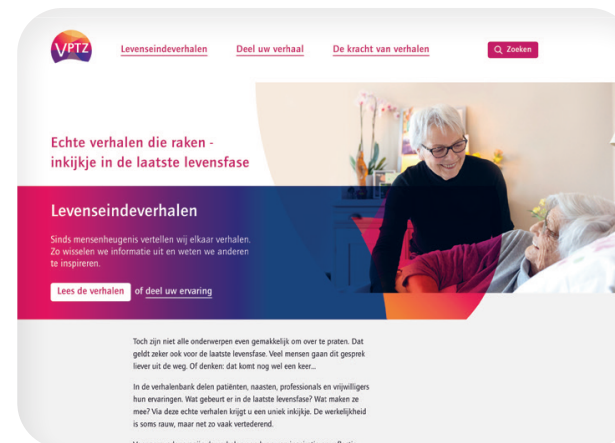 VPTZ
Levenseindeverhalen
Deel uw verhaal
De kracht van verhalen
Zoeken
Echte verhalen die raken -
inkijkje in de laatste levensfase
Levenseindeverhalen
Sinds mensenheugenis vertellen wij elkaar verhalen.
Zo wisselen we informatie uit en weten we anderen
te inspireren.
Lees de verhalen of deel uw ervaring
Toch zijn niet alle onderwerpen even gemakkelijk om over te praten. Dat
geldt zeker ook voor de laatste levensfase. Veel mensen gaan dit gesprek
liever uit de weg. Of denken: dat komt nog wel een keer...
In de verhalenbank delen patiënten, naasten, professionals en vrijwilligers
hun ervaringen. Wat gebeurt er in de laatste levensfase? Wat maken ze
mee? Via deze echte verhalen krijgt u een uniek inkijkje. De werkelijkheid
is soms rauw, maar net zo vaak vertederend.